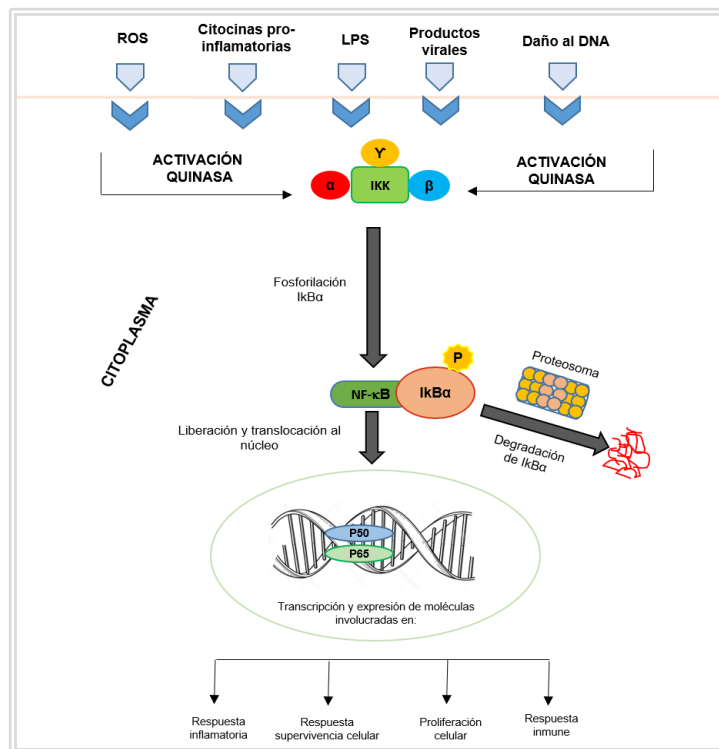 ROS
Citocinas pro-
inflamatorias
LPS
Productos
virales
Daño al DNA
ACTIVACIÓN
QUINASA
ϒ
α
IKK
β
ACTIVACIÓN
QUINASA
Fosforilación
IkBα
CITOPLASMA
P
NF-κB
IkBα
Proteosoma
Liberación y translocación al
núcleo
Degradación
de IkBα
P50
P65
Transcripción y expresión de moléculas
involucradas en:
Respuesta
inflamatoria
Respuesta
supervivencia celular
Proliferación
celular
Respuesta
inmune